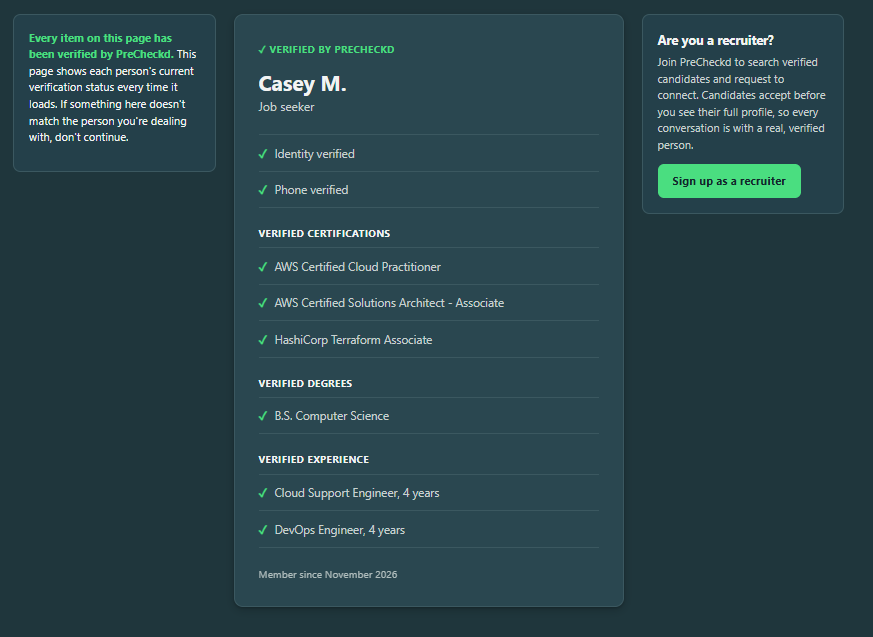 Every item on this page has
been verified by PreCheckd. This
page shows each person's current
verification status every time it
loads. If something here doesn't
match the person you're dealing
with, don't continue.
✓ VERIFIED BY PRECHECKD
Casey M.
Job seeker
✓ Identity verified
✓ Phone verified
VERIFIED CERTIFICATIONS
✓ AWS Certified Cloud Practitioner
✓ AWS Certified Solutions Architect - Associate
✓ HashiCorp Terraform Associate
VERIFIED DEGREES
✓ B.S. Computer Science
VERIFIED EXPERIENCE
✓ Cloud Support Engineer, 4 years
✓ DevOps Engineer, 4 years
Member since November 2026
Are you a recruiter?
Join PreCheckd to search verified
candidates and request to
connect. Candidates accept before
you see their full profile, so every
conversation is with a real, verified
person.
Sign up as a recruiter